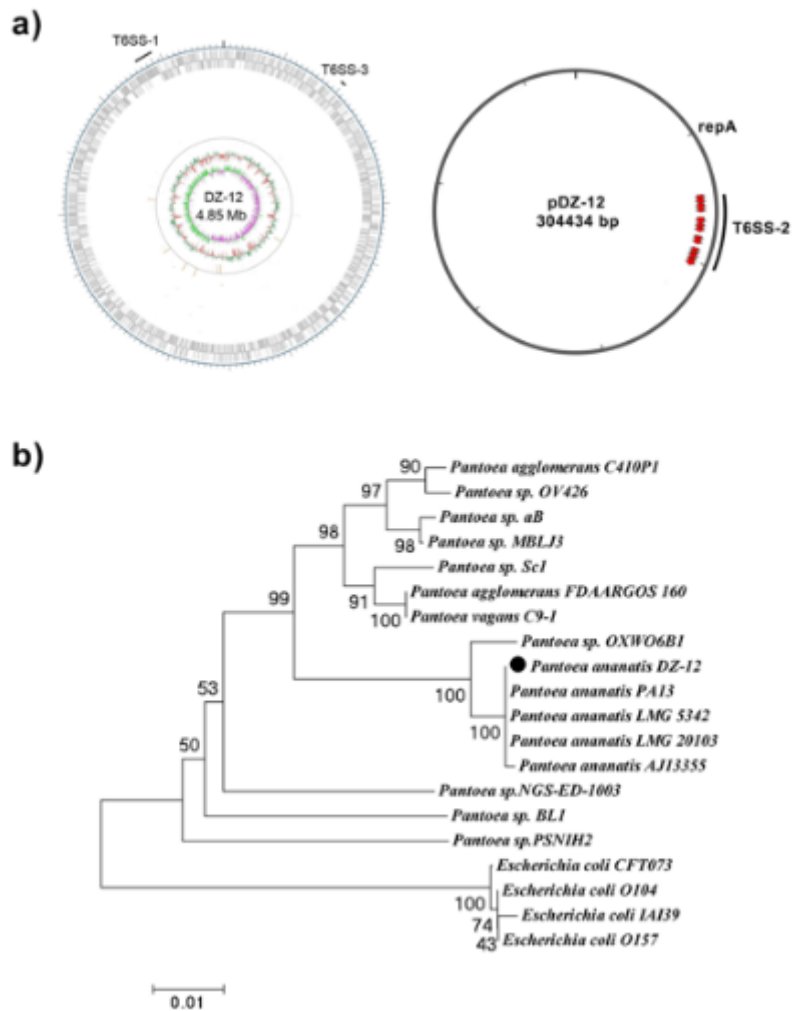 a)
T6SS-1
T6SS-3
DZ-12
4.85 Mb
repA
pDZ-12
304434 bp
T6SS-2
b)
90
Pantoea agglomerans C410P1
97
Pantoea sp. OV426
98
Pantoea sp. aB
98
Pantoea sp. MBLJ3
Pantoea sp. Sc1
99
91
Pantoea agglomerans FDAARGOS 160
100
Pantoea vagans C9-1
Pantoea sp. OXWO6B1
Pantoea ananatis DZ-12
100
Pantoea ananatis PA13
53
Pantoea ananatis LMG 5342
100
Pantoea ananatis LMG 20103
50
Pantoea ananatis AJ13355
Pantoea sp.NGS-ED-1003
Pantoea sp. BL1
Pantoea sp.PSNIH2
Escherichia coli CFT073
100
Escherichia coli O104
74
Escherichia coli IAI39
43
Escherichia coli O157
0.01